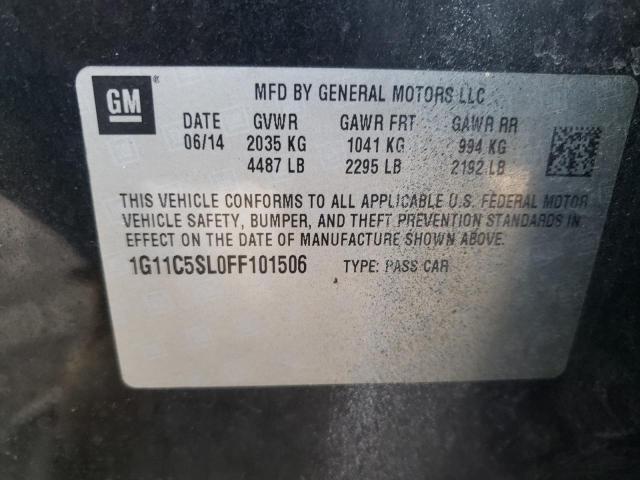 GM ®
MFD BY GENERAL MOTORS LLC
DATE GVWR GAWR FRT GAWR RR
06/14 2035 KG 1041 KG 994 KG
4487 LB 2295 LB 2192 LB
THIS VEHICLE CONFORMS TO ALL APPLICABLE U.S. FEDERAL MOTOR
VEHICLE SAFETY, BUMPER, AND THEFT PREVENTION STANDARDS IN
EFFECT ON THE DATE OF MANUFACTURE SHOWN ABOVE.
1G11C5SL0FF101506 TYPE: PASS CAR